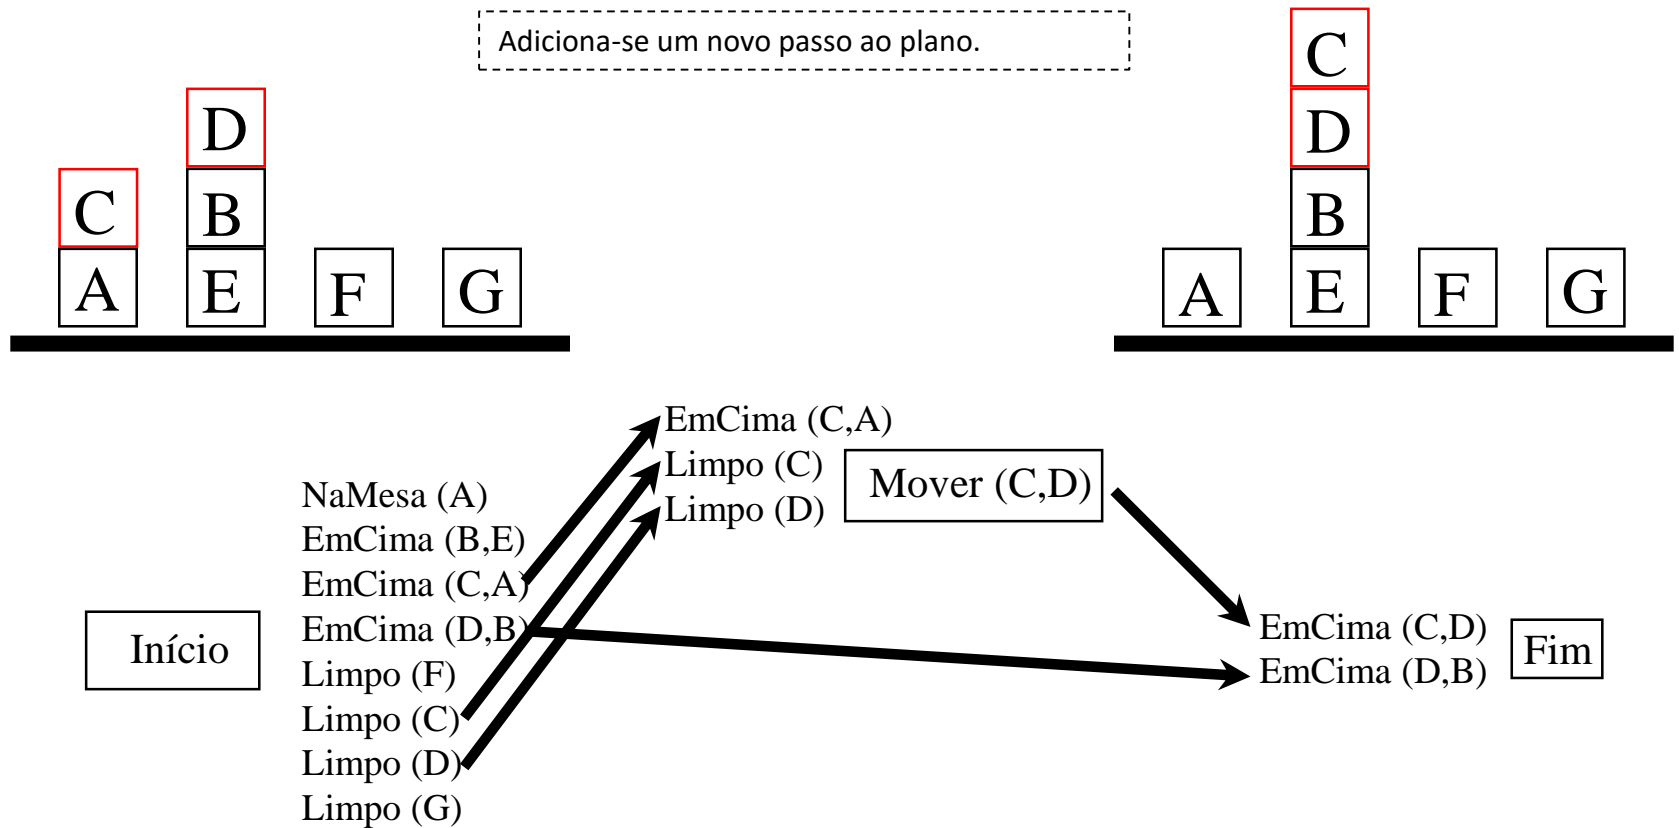 Adiciona-se um novo passo ao plano.
C
D
D
C
B
B
A
E
F
G
A
E
F
G
EmCima (C,A)
Limpo (C)
Mover (C,D)
Limpo (D)
NaMesa (A)
EmCima (B,E)
EmCima (C,A)
EmCima (D,B)
Limpo (F)
Limpo (C)
Limpo (D)
Limpo (G)
Início
EmCima (C,D)
EmCima (D,B)
Fim